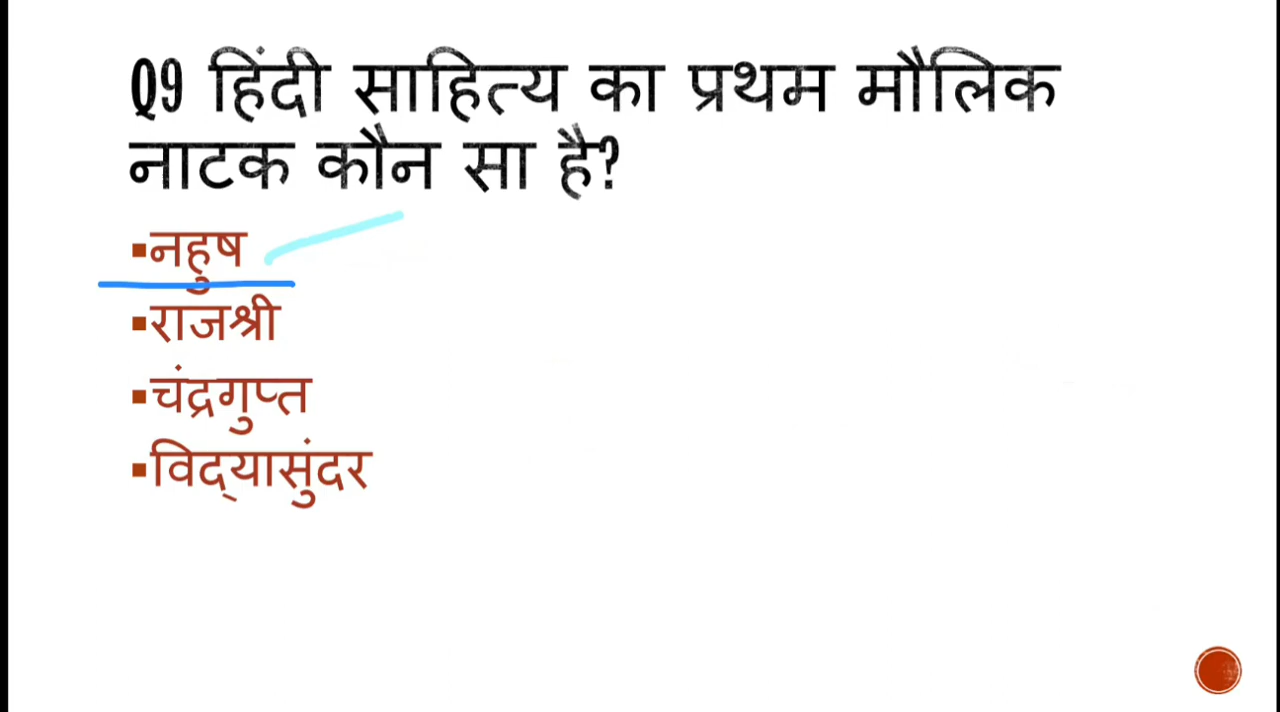 Q9 हिंदी साहित्य का प्रथम मौलिक
नाटक कौन सा है?
▪नहुष
▪राजश्री
▪चंद्रगुप्त
▪विद्‌यासुंदर